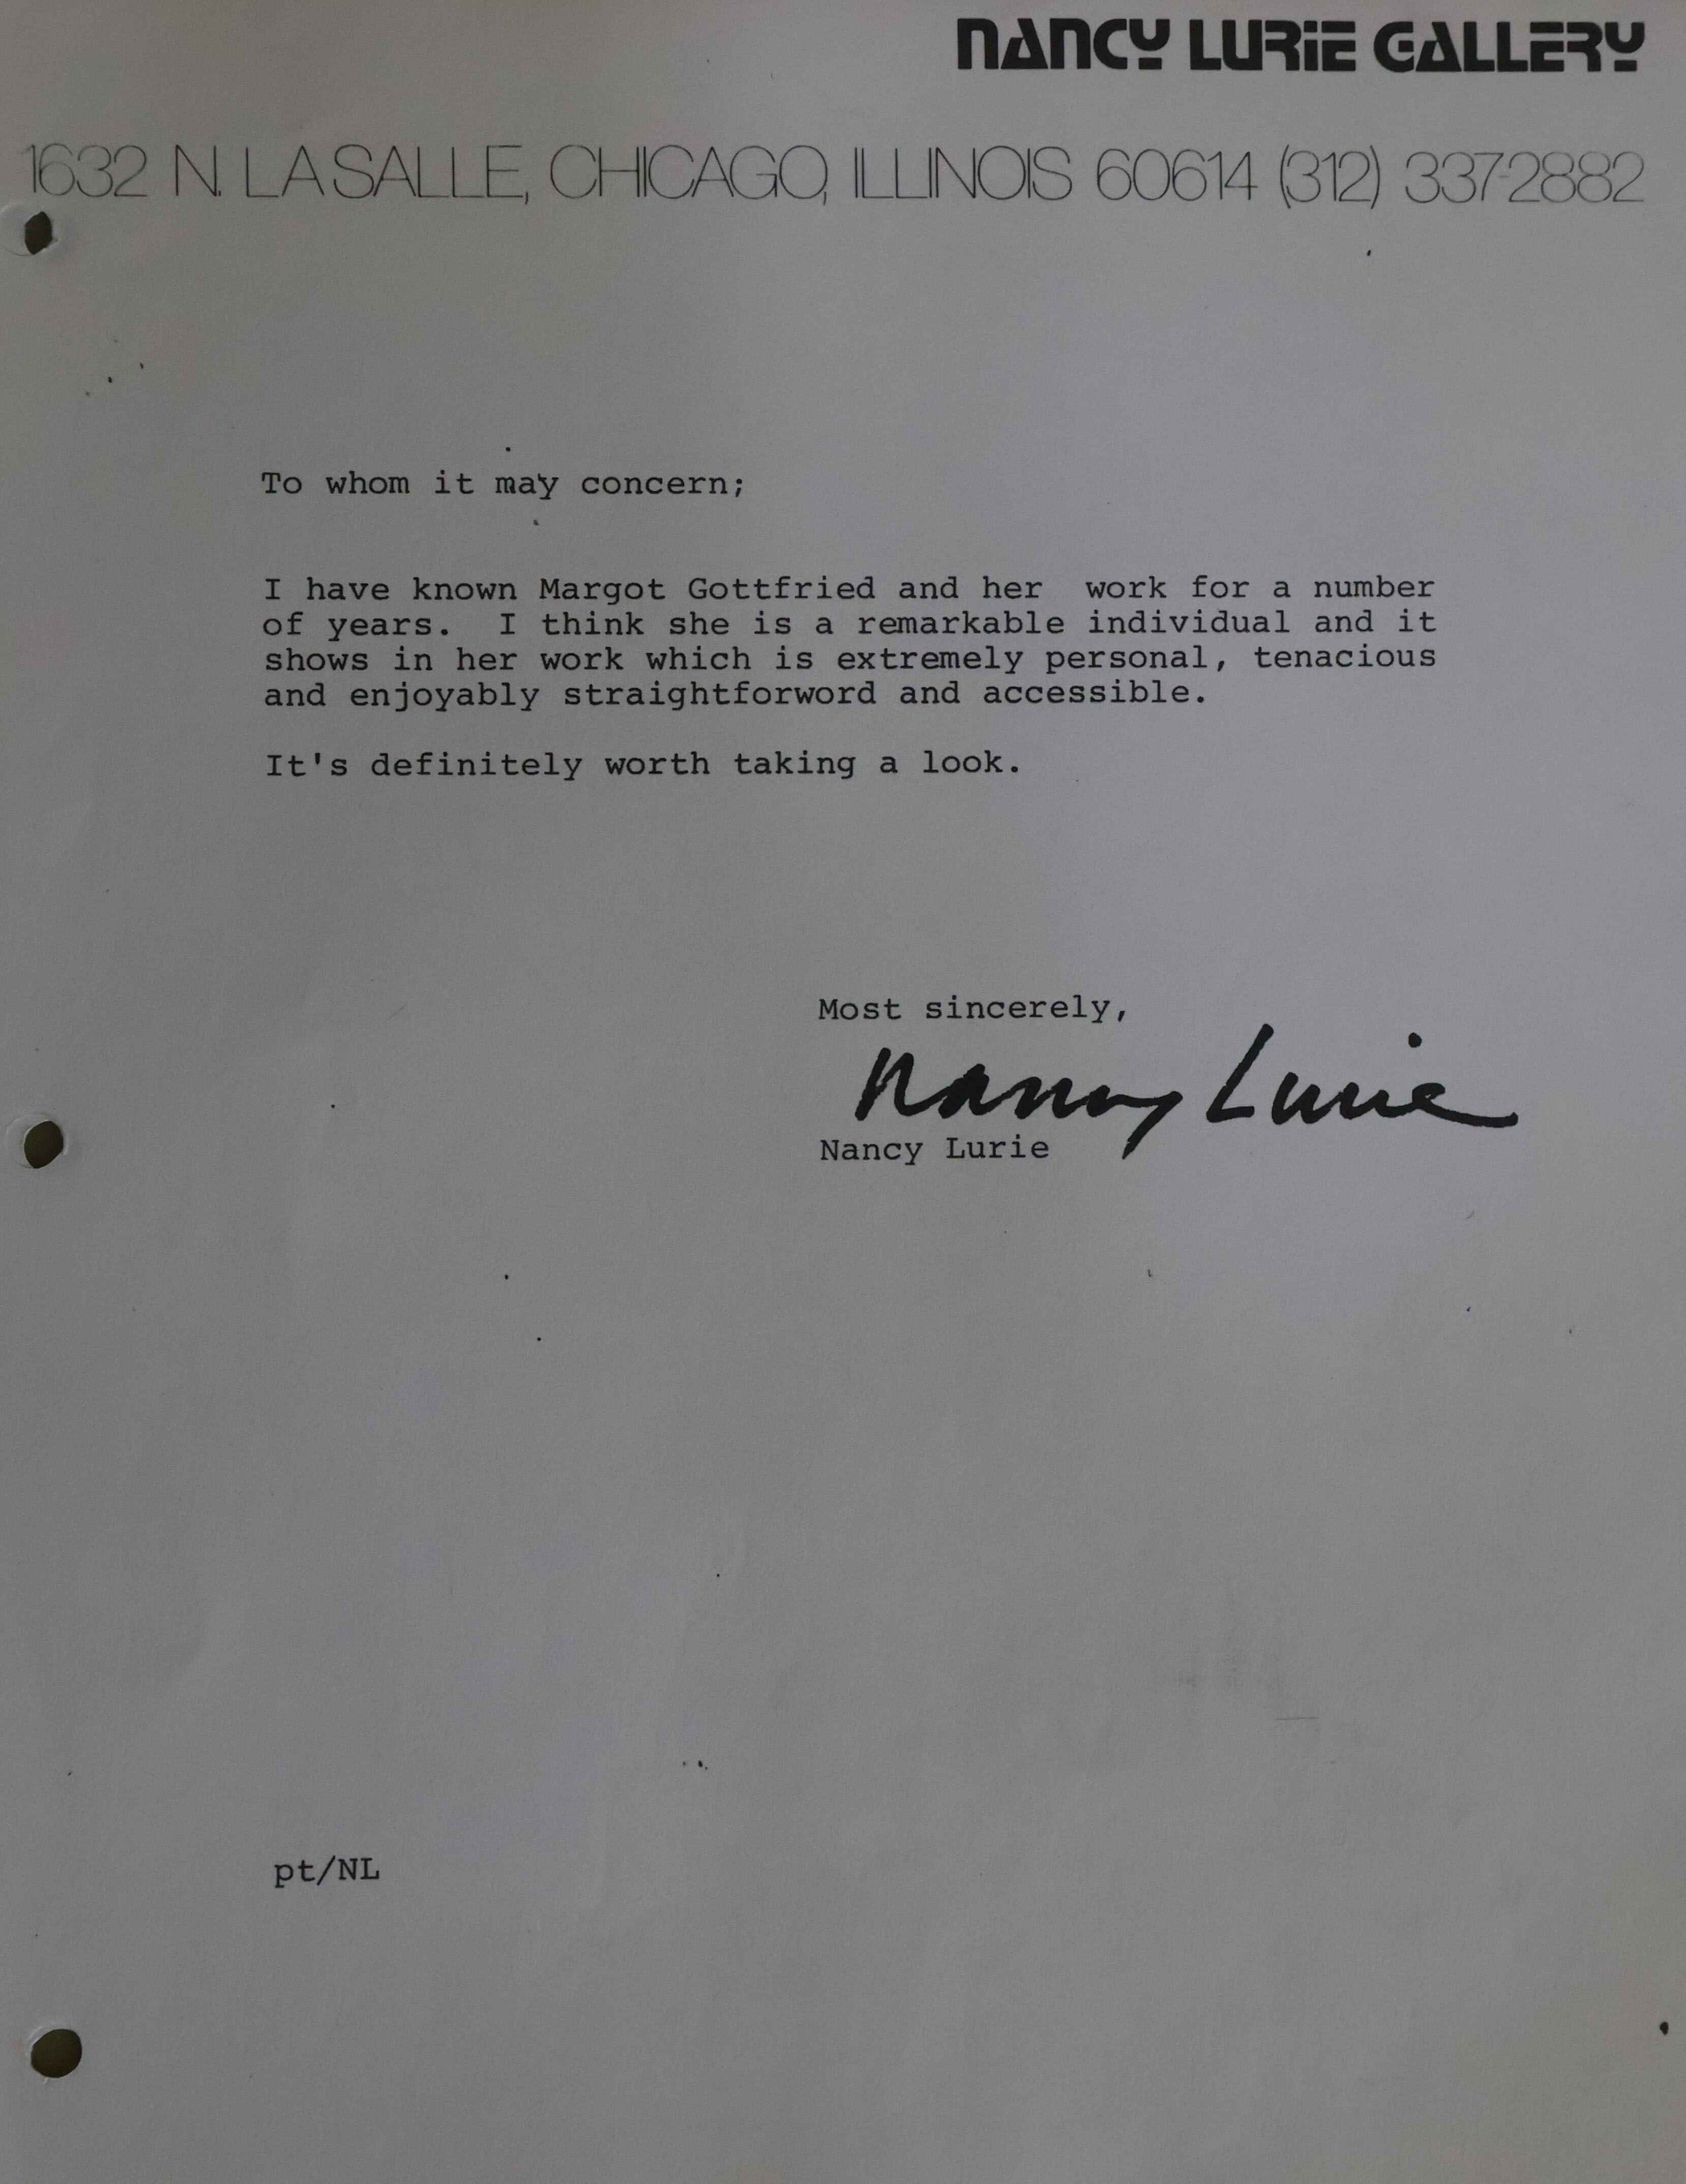 NANCY LURIE GALLERY
1632 N. LA SALLE, CHICAGO, ILLINOIS 60614 (312) 337-2882
To whom it may concern;
I have known Margot Gottfried and her  work for a number
of years.  I think she is a remarkable individual and it
shows in her work which is extremely personal, tenacious
and enjoyably straightforword and accessible.
It's definitely worth taking a look.
Most sincerely,
Nancy Lurie
Nancy Lurie
pt/NL